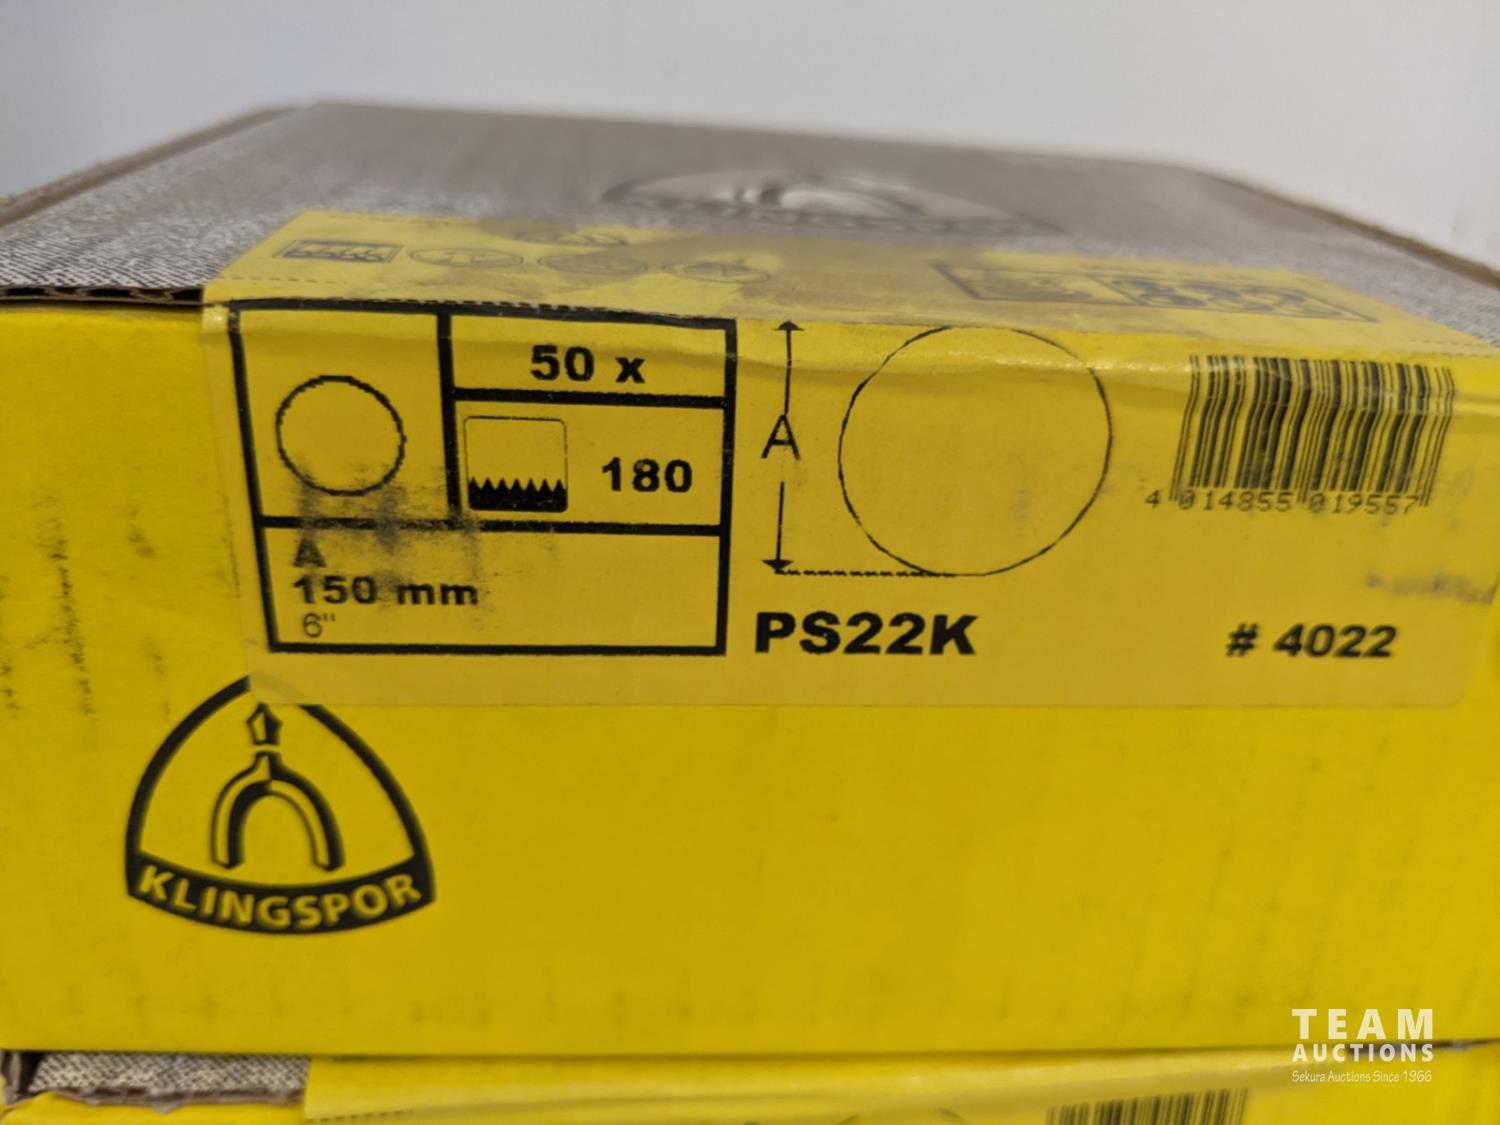 50 x
180
A
150 mm
6"
A
PS22K
4 014855 019557
# 4022
KLINGSPOR
TEAM
AUCTIONS
Sekura Auctions Since 1966